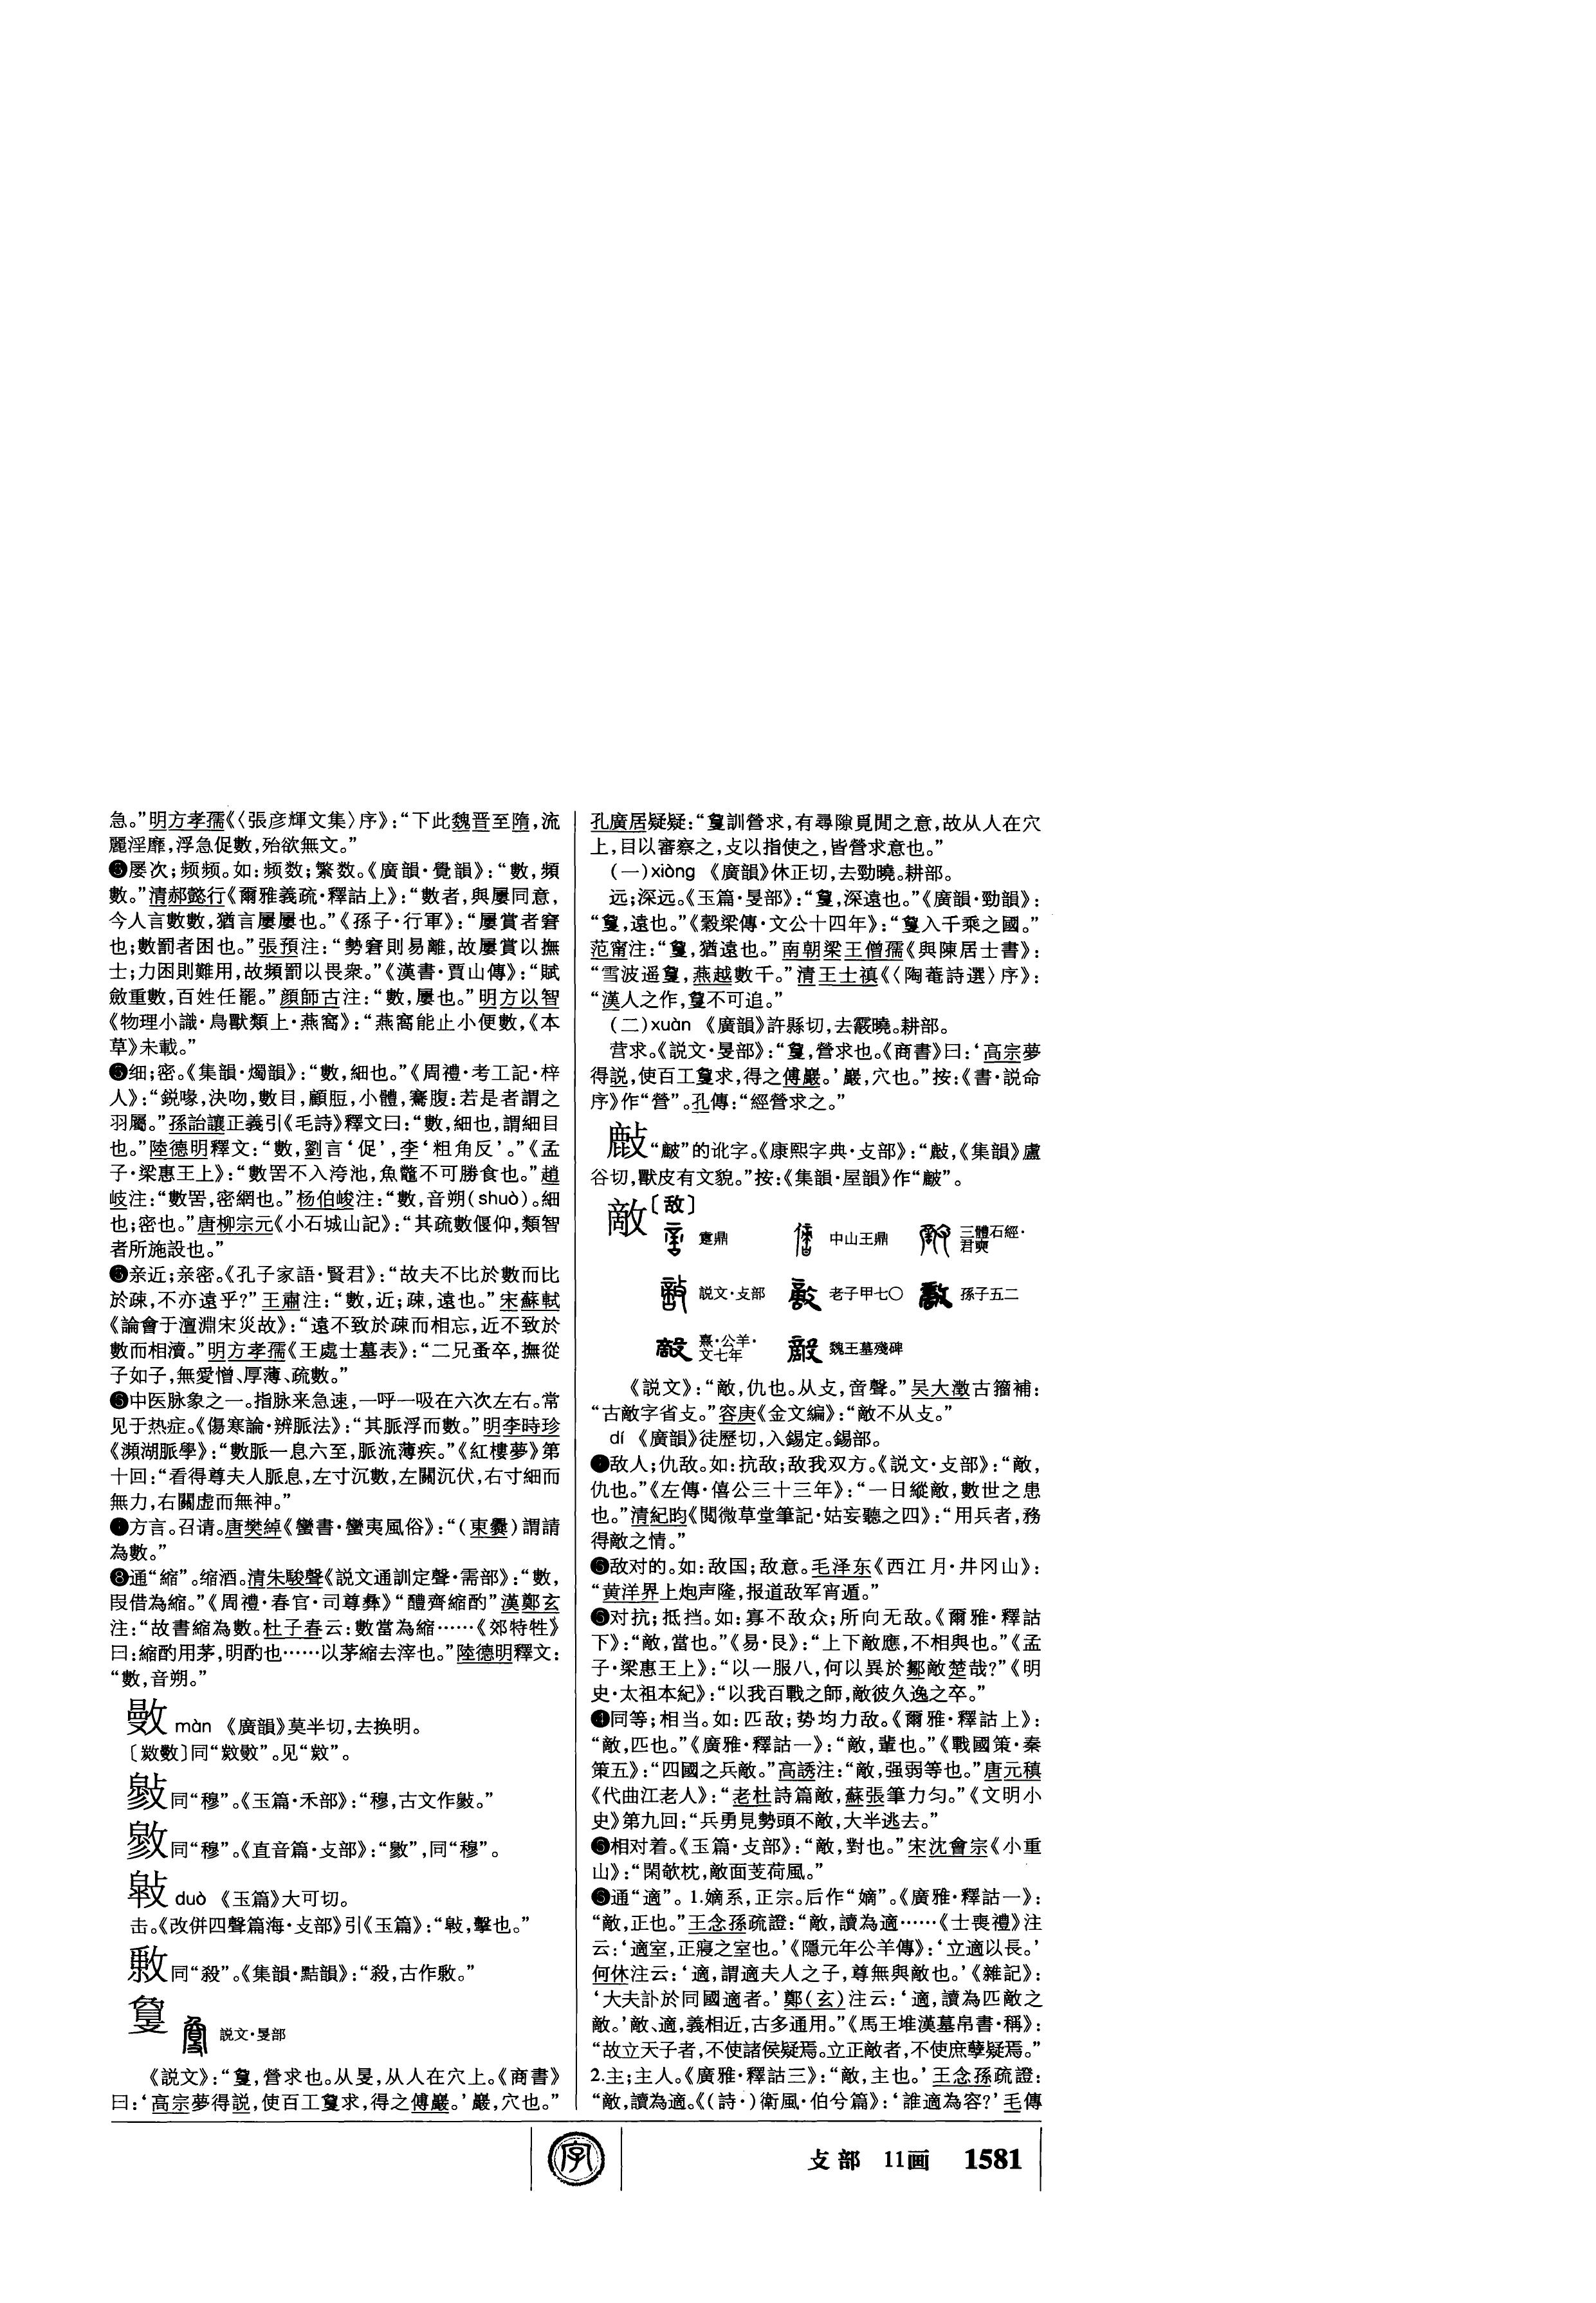 急。”明方孝孺《〈張彦輝文集〉序》：“下此魏晋至隋，流
麗淫靡，浮急促數，殆欲無文。”
❸屡次；频频。如：频数；繁数。《廣韻·覺韻》：“數，頻
數。”清郝懿行《爾雅義疏·釋詁上》：“數者，與屢同意，
今人言數數，猶言屢屢也。”《孫子·行軍》：“屢賞者窘
也；數罰者困也。”張預注：“勢窘則易離，故屢賞以撫
士；力困則難用，故頻罰以畏衆。”《漢書·賈山傳》：“賦
斂重數，百姓任罷。”顔師古注：“數，屢也。”明方以智
《物理小識·鳥獸類上·燕窩》：“燕窩能止小便數，《本
草》未載。”
細；密。《集韻·燭韻》：“數，細也。”《周禮·考工記·梓
人》：“鋭喙，決吻，數目，顧脰，小體，騫腹：若是者謂之
羽屬。”孫詒讓正義引《毛詩》釋文曰：“數，細也，謂細目
也。”陸德明釋文：“數，劉言‘促’，李‘粗角反’。”《孟
子·梁惠王上》：“數罟不入洿池，魚鼈不可勝食也。”趙
岐注：“數罟，密網也。”杨伯峻注：“數，音朔(shuò)。細
也；密也。”唐柳宗元《小石城山記》：“其疏數偃仰，類智
者所施設也。”
❺亲近；亲密。《孔子家語·賢君》：“故夫不比於數而比
於疎，不亦遠乎？”王肅注：“數，近；疎，遠也。”宋蘇軾
《論會于澶淵宋災故》：“遠不致於疎而相忘，近不致於
數而相瀆。”明方孝孺《王處士墓表》：“二兄蚤卒，撫從
子如子，無愛憎、厚薄、疏數。”
❻中医脉象之一。指脉来急速，一呼一吸在六次左右。常
见于热症。《傷寒論·辨脈法》：“其脈浮而數。”明李時珍
《瀕湖脈學》：“數脈一息六至，脈流薄疾。”《紅樓夢》第
十回：“看得尊夫人脈息，左寸沉數，左關沉伏，右寸細而
無力，右關虚而無神。”
❼方言。召请。唐樊綽《蠻書·蠻夷風俗》：“（東爨）謂請
為數。”
❽通“縮”。缩酒。清朱駿聲《説文通訓定聲·需部》：“數，
叚借為縮。”《周禮·春官·司尊彝》“醴齊縮酌”漢鄭玄
注：“故書縮為數。杜子春云：數當為縮……《郊特牲》
曰：縮酌用茅，明酌也……以茅縮去滓也。”陸德明釋文：
“數，音朔。”
màn 《廣韻》莫半切，去换明。
同“穆”。《玉篇·禾部》：“穆，古文作。”
同“穆”。《直音篇·攴部》：“”，同“穆”。
duò 《玉篇》大可切。
击。《改併四聲篇海·攴部》引《玉篇》：“，擊也。”
同“殺”。《集韻·黠韻》：“殺，古作。”
敻 説文·𡕥部
《説文》：“敻，營求也。从𡕥，从人在穴上。《商書》
曰：‘高宗夢得説，使百工敻求，得之傅巖。’巖，穴也。”
孔廣居疑疑：“敻訓營求，有尋隙覓閒之意，故从人在穴
上，目以審察之，攴以指使之，皆營求意也。”
（一）xiòng 《廣韻》休正切，去勁曉。耕部。
远；深远。《玉篇·𡕥部》：“敻，深遠也。”《廣韻·勁韻》：
“敻，遠也。”《穀梁傳·文公十四年》：“敻入千乘之國。”
范甯注：“敻，猶遠也。”南朝梁王僧孺《與陳居士書》：
“雪波遥敻，燕越數千。”清王士禛《〈陶菴詩選〉序》：
“漢人之作，敻不可追。”
（二）xuàn 《廣韻》許縣切，去霰曉。耕部。
营求。《説文·𡕥部》：“敻，營求也。《商書》曰：‘高宗夢
得説，使百工敻求，得之傅巖。’巖，穴也。”按：《書·説命
序》作“營”。孔傳：“經營求之。”
“”的讹字。《康熙字典·攴部》：“，《集韻》盧
谷切，獸皮有文貌。”按：《集韻·屋韻》作“”。
敵〔敌〕
𤼈鼎 中山王鼎 三體石經·君奭
説文·攴部 老子甲七〇 孫子五二
熹·公羊·文七年 魏王墓殘碑
《説文》：“敵，仇也。从攴，啻聲。”吴大澂古籀補：
“古敵字省攴。”容庚《金文編》：“敵不从攴。”
dí 《廣韻》徒歷切，入錫定。錫部。
❶敌人；仇敌。如：抗敌；敌我双方。《説文·攴部》：“敵，
仇也。”《左傳·僖公三十三年》：“一日縱敵，數世之患
也。”清紀昀《閲微草堂筆記·姑妄聽之四》：“用兵者，務
得敵之情。”
❷敌对的。如：敌国；敌意。毛泽东《西江月·井冈山》：
“黄洋界上炮声隆，报道敌军宵遁。”
❸对抗；抵挡。如：寡不敌众；所向无敌。《爾雅·釋詁
下》：“敵，當也。”《易·艮》：“上下敵應，不相與也。”《孟
子·梁惠王上》：“以一服八，何以異於鄒敵楚哉？”《明
史·太祖本紀》：“以我百戰之師，敵彼久逸之卒。”
❹同等；相当。如：匹敌；势均力敌。《爾雅·釋詁上》：
“敵，匹也。”《廣雅·釋詁一》：“敵，輩也。”《戰國策·秦
策五》：“四國之兵敵。”高誘注：“敵，强弱等也。”唐元稹
《代曲江老人》：“老杜詩篇敵，蘇張筆力匀。”《文明小
史》第九回：“兵勇見勢頭不敵，大半逃去。”
❺相对着。《玉篇·攴部》：“敵，對也。”宋沈會宗《小重
山》：“閑欹枕，敵面芰荷風。”
❻通“適”。1.嫡系，正宗。后作“嫡”。《廣雅·釋詁一》：
“敵，正也。”王念孫疏證：“敵，讀為適……《士喪禮》注
云：‘適室，正寢之室也。’《隱元年公羊傳》：‘立適以長。’
何休注云：‘適，謂適夫人之子，尊無與敵也。’《雜記》：
‘大夫訃於同國適者。’鄭（玄）注云：‘適，讀為匹敵之
敵。’敵、適，義相近，古多通用。”《馬王堆漢墓帛書·稱》：
“故立天子者，不使諸侯疑焉。立正敵者，不使庶孽疑焉。”
2.主；主人。《廣雅·釋詁三》：“敵，主也。’王念孫疏證：
“敵，讀為適。《（詩·）衛風·伯兮篇》：‘誰適為容？’毛傳
字
攴部 11画 1581